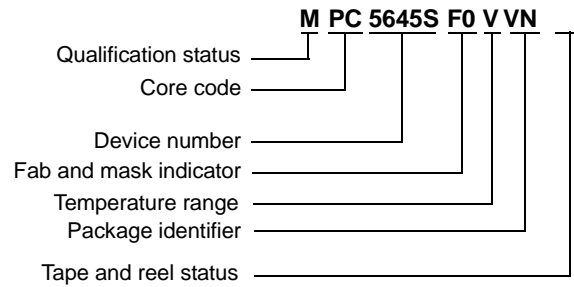 M PC 5645S F0 V VN
Qualification status
Core code
Device number
Fab and mask indicator
Temperature range
Package identifier
Tape and reel status